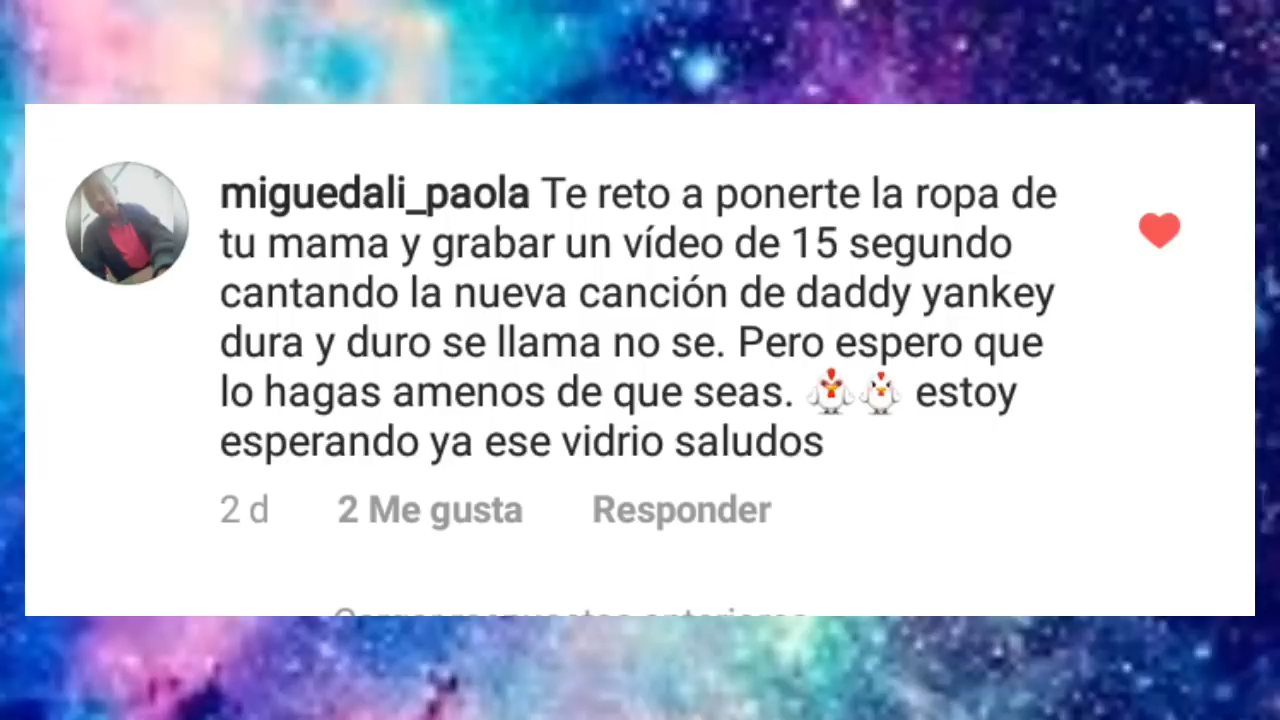 miguedali_paola Te reto a ponerte la ropa de
tu mama y grabar un vídeo de 15 segundo
cantando la nueva canción de daddy yankey
dura y duro se llama no se. Pero espero que
lo hagas amenos de que seas. 🐔🐔 estoy
esperando ya ese vidrio saludos
2 d 2 Me gusta Responder